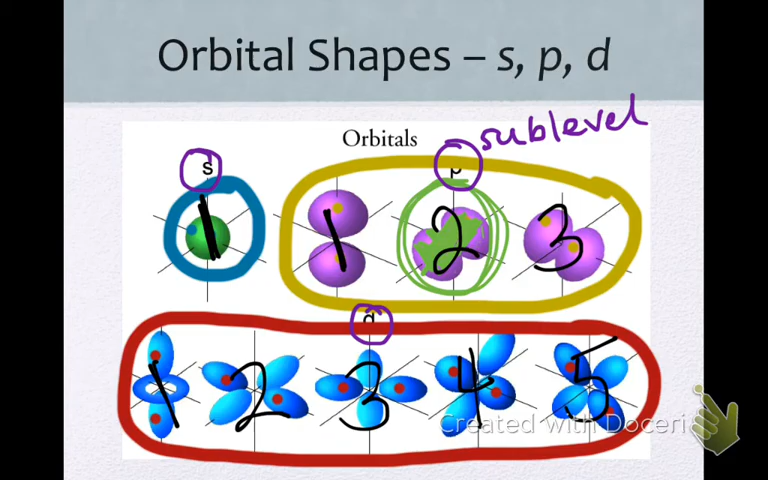 Orbital Shapes – s, p, d
sublevel
Orbitals
s
p
1
1 2 3
d
1 2 3 4 5
Created with Doceri